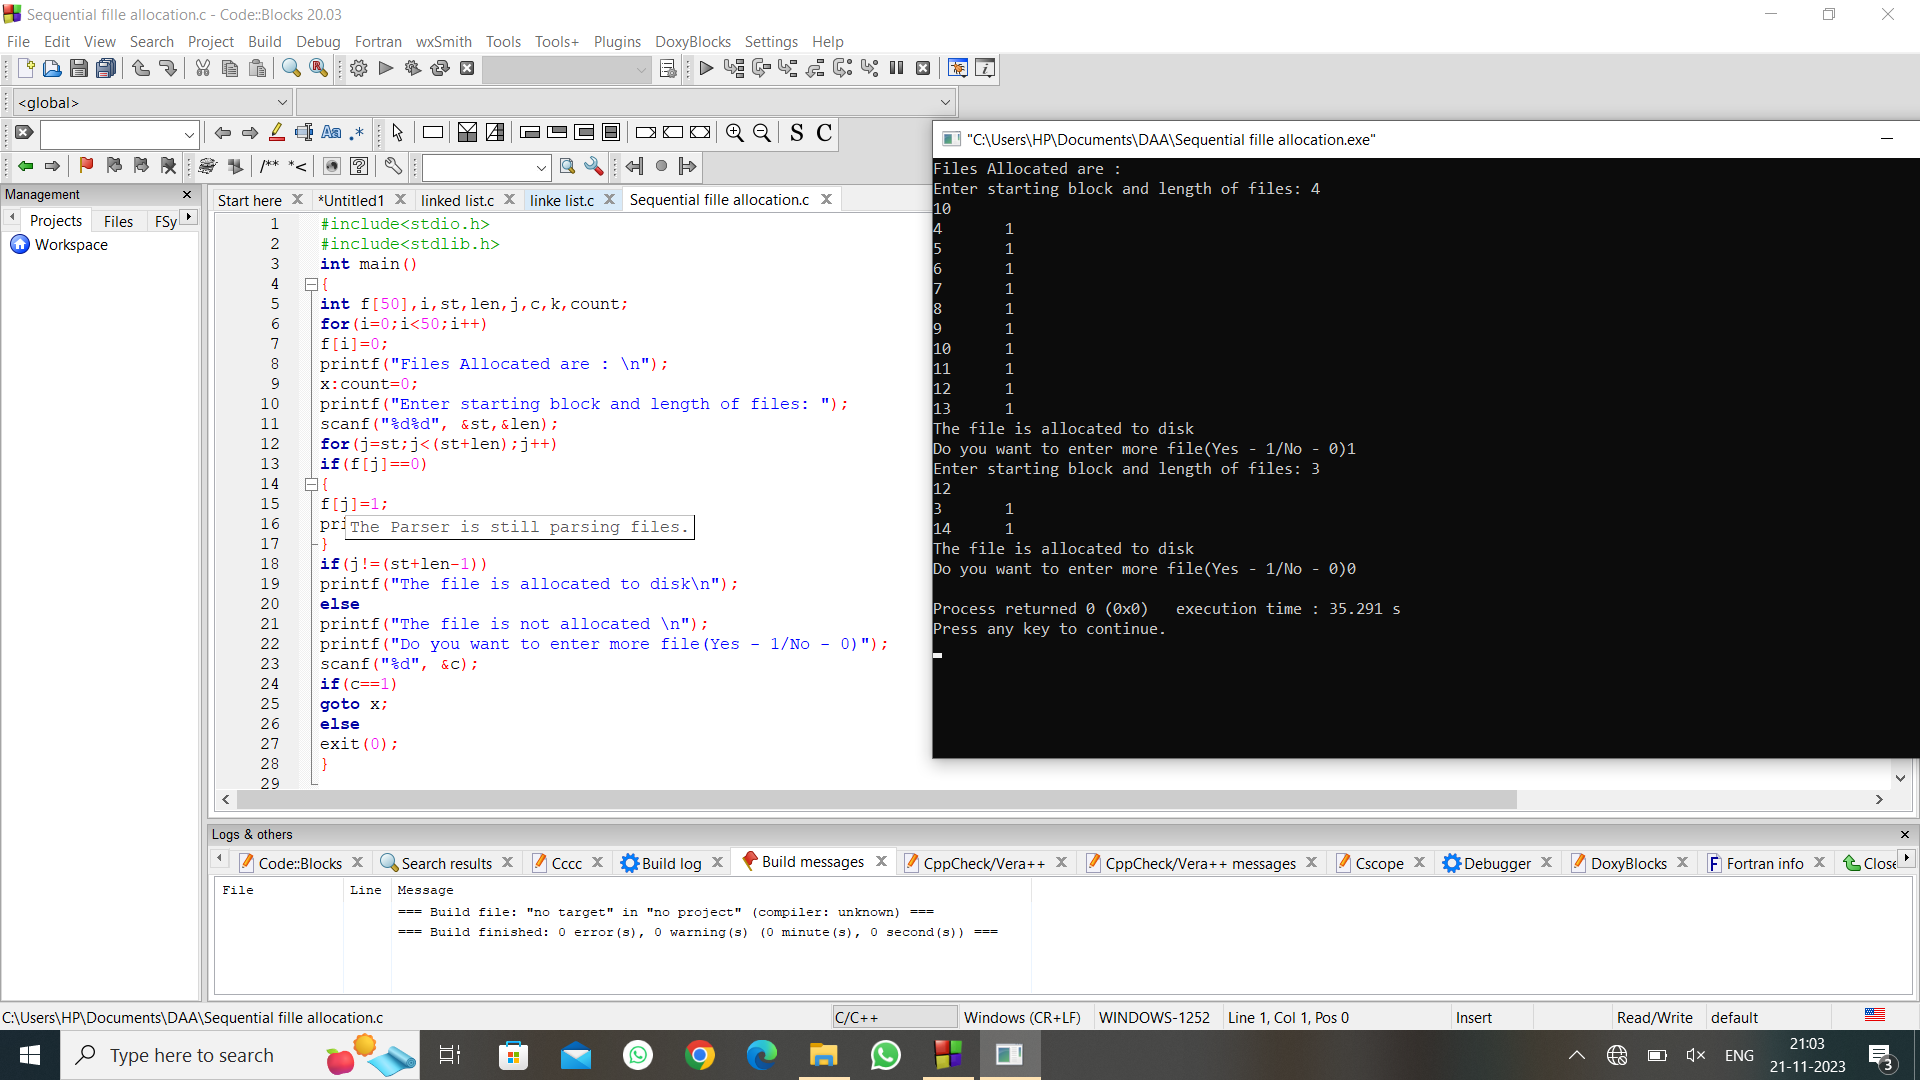 Sequential fille allocation.c - Code::Blocks 20.03
File Edit View Search Project Build Debug Fortran wxSmith Tools Tools+ Plugins DoxyBlocks Settings Help
<global>
S C
/** *<
Management
Projects Files FSy
Workspace
Start here *Untitled1 linked list.c linke list.c Sequential fille allocation.c
1 #include<stdio.h>
2 #include<stdlib.h>
3 int main()
4 {
5 int f[50],i,st,len,j,c,k,count;
6 for(i=0;i<50;i++)
7 f[i]=0;
8 printf("Files Allocated are : \n");
9 x:count=0;
10 printf("Enter starting block and length of files: ");
11 scanf("%d%d", &st,&len);
12 for(j=st;j<(st+len);j++)
13 if(f[j]==0)
14 {
15 f[j]=1;
16 pri
The Parser is still parsing files.
17 }
18 if(j!=(st+len-1))
19 printf("The file is allocated to disk\n");
20 else
21 printf("The file is not allocated \n");
22 printf("Do you want to enter more file(Yes - 1/No - 0)");
23 scanf("%d", &c);
24 if(c==1)
25 goto x;
26 else
27 exit(0);
28 }
29
"C:\Users\HP\Documents\DAA\Sequential fille allocation.exe"
Files Allocated are :
Enter starting block and length of files: 4
10
4 1
5 1
6 1
7 1
8 1
9 1
10 1
11 1
12 1
13 1
The file is allocated to disk
Do you want to enter more file(Yes - 1/No - 0)1
Enter starting block and length of files: 3
12
3 1
14 1
The file is allocated to disk
Do you want to enter more file(Yes - 1/No - 0)0
Process returned 0 (0x0) execution time : 35.291 s
Press any key to continue.
Logs & others
Code::Blocks Search results Cccc Build log Build messages CppCheck/Vera++ CppCheck/Vera++ messages Cscope Debugger DoxyBlocks Fortran info Close
File Line Message
=== Build file: "no target" in "no project" (compiler: unknown) ===
=== Build finished: 0 error(s), 0 warning(s) (0 minute(s), 0 second(s)) ===
C:\Users\HP\Documents\DAA\Sequential fille allocation.c C/C++ Windows (CR+LF) WINDOWS-1252 Line 1, Col 1, Pos 0 Insert Read/Write default
Type here to search
ENG
21:03
21-11-2023
3